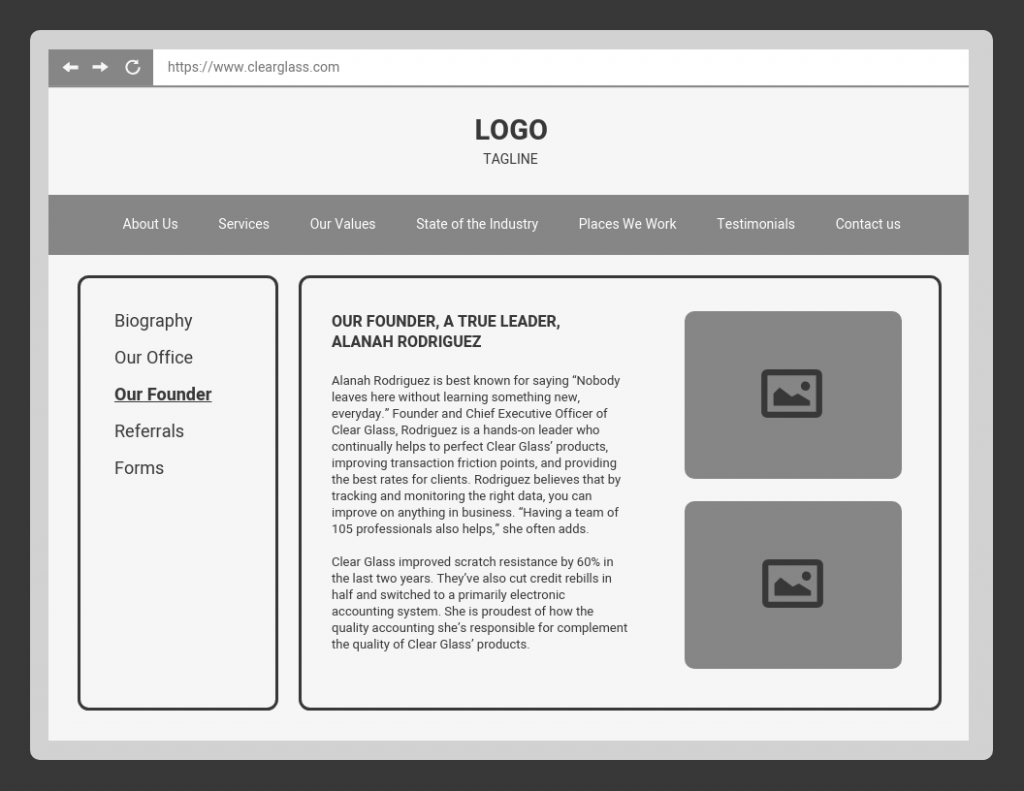 https://www.clearglass.com
LOGO
TAGLINE
About Us Services Our Values State of the Industry Places We Work Testimonials Contact us
Biography
Our Office
Our Founder
Referrals
Forms
OUR FOUNDER, A TRUE LEADER,
ALANAH RODRIGUEZ
Alanah Rodriguez is best known for saying “Nobody
leaves here without learning something new,
everyday.” Founder and Chief Executive Officer of
Clear Glass, Rodriguez is a hands-on leader who
continually helps to perfect Clear Glass’ products,
improving transaction friction points, and providing
the best rates for clients. Rodriguez believes that by
tracking and monitoring the right data, you can
improve on anything in business. “Having a team of
105 professionals also helps,” she often adds.
Clear Glass improved scratch resistance by 60% in
the last two years. They’ve also cut credit rebills in
half and switched to a primarily electronic
accounting system. She is proudest of how the
quality accounting she’s responsible for complement
the quality of Clear Glass’ products.